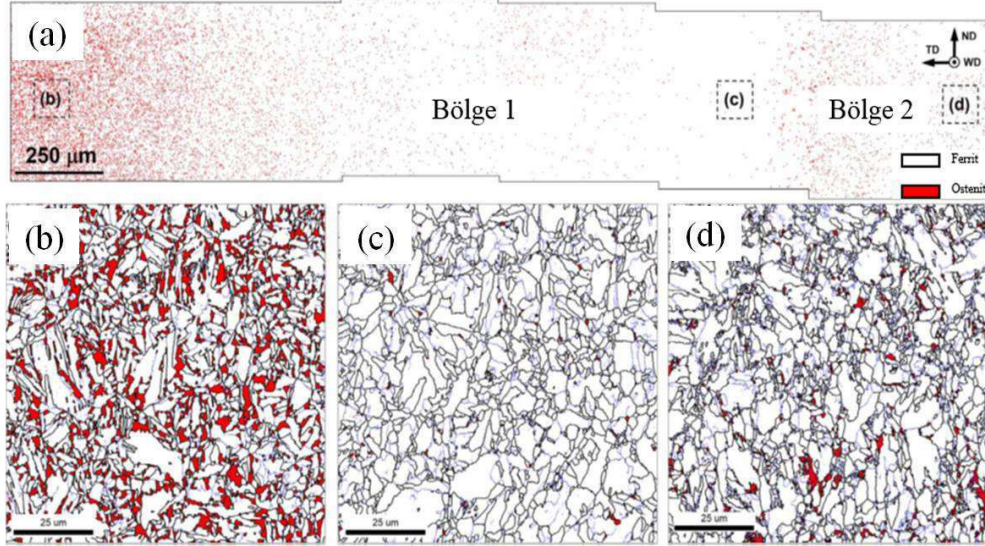 (a)
ND
TD
WD
(b)
Bölge 1
(c)
Bölge 2
(d)
250 µm
Ferrit
Ostenit
(b)
(c)
(d)
25 um
25 um
25 um